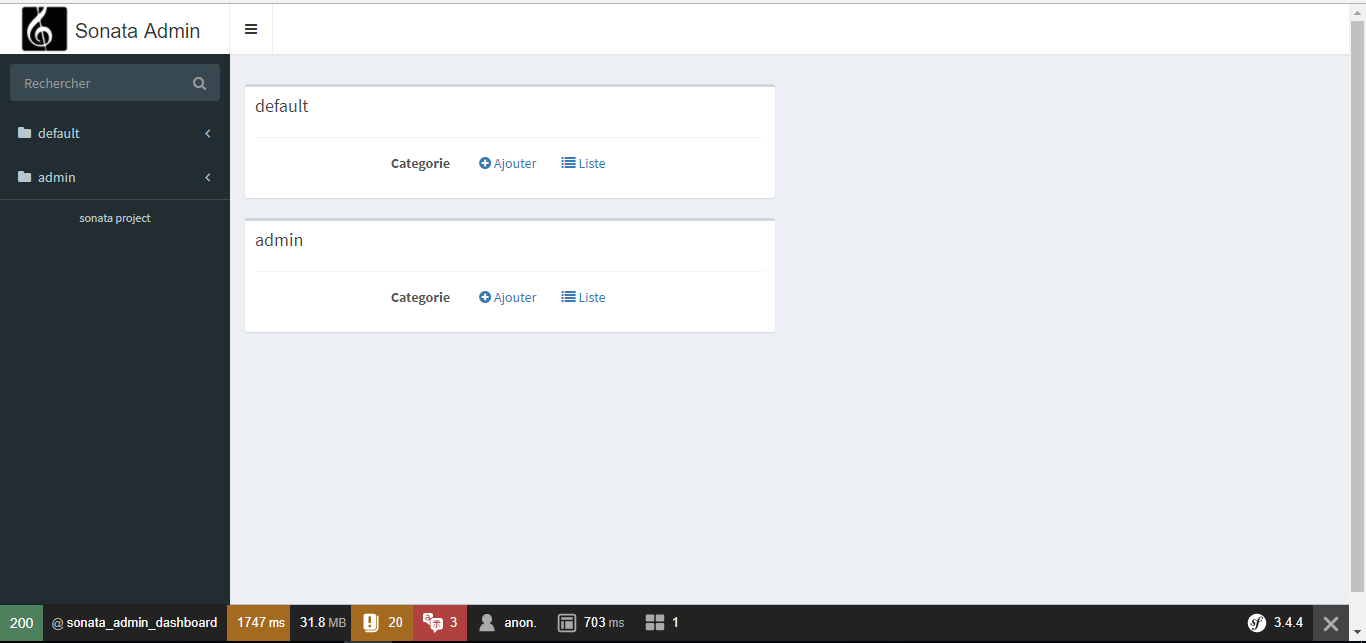 Sonata Admin
Rechercher
default
admin
sonata project
default
Categorie Ajouter Liste
admin
Categorie Ajouter Liste
200 @ sonata_admin_dashboard 1747 ms 31.8 MB 20 3 anon. 703 ms 1 3.4.4